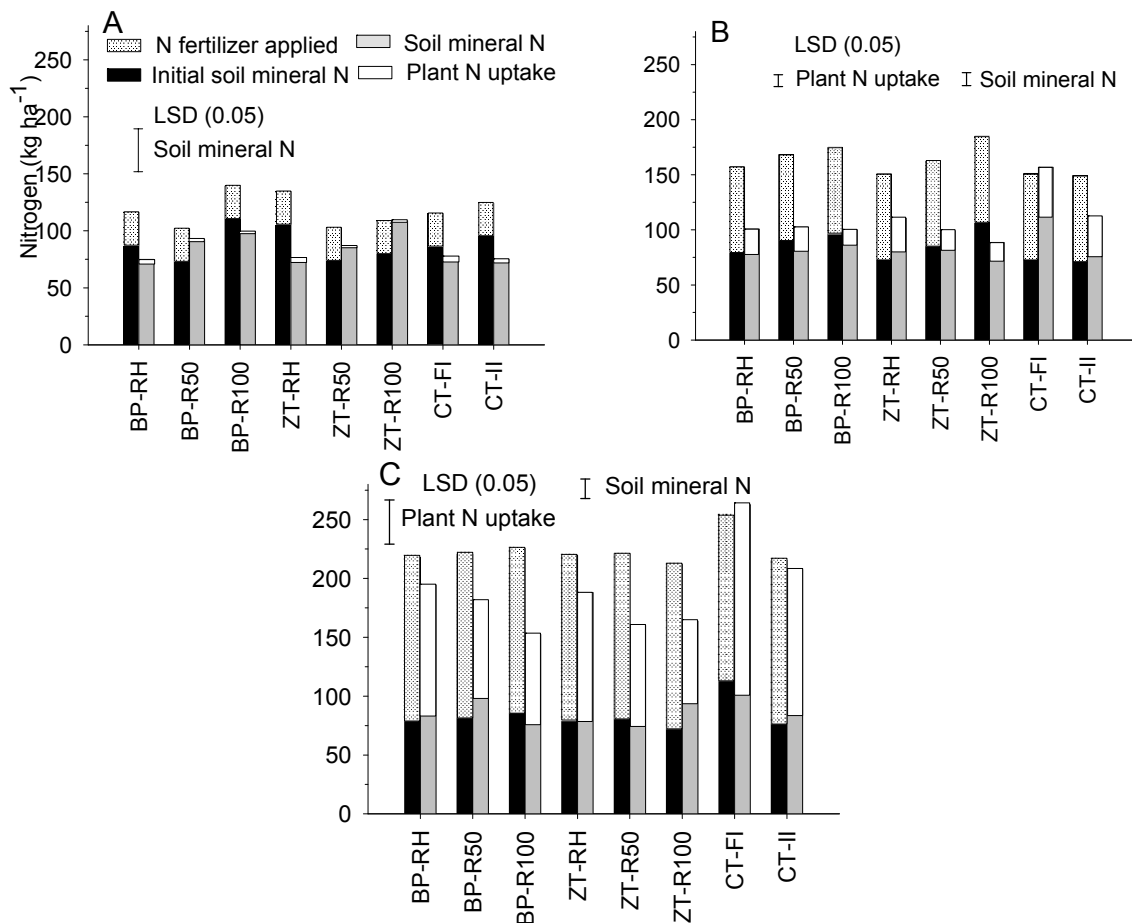 A
N fertilizer applied
Soil mineral N
Initial soil mineral N
Plant N uptake
LSD (0.05)
Soil mineral N
Nitrogen (kg ha⁻¹)
250
200
150
100
50
0
BP-RH
BP-R50
BP-R100
ZT-RH
ZT-R50
ZT-R100
CT-FI
CT-II
B
LSD (0.05)
Plant N uptake
Soil mineral N
250
200
150
100
50
0
BP-RH
BP-R50
BP-R100
ZT-RH
ZT-R50
ZT-R100
CT-FI
CT-II
C
LSD (0.05)
Soil mineral N
Plant N uptake
250
200
150
100
50
0
BP-RH
BP-R50
BP-R100
ZT-RH
ZT-R50
ZT-R100
CT-FI
CT-II